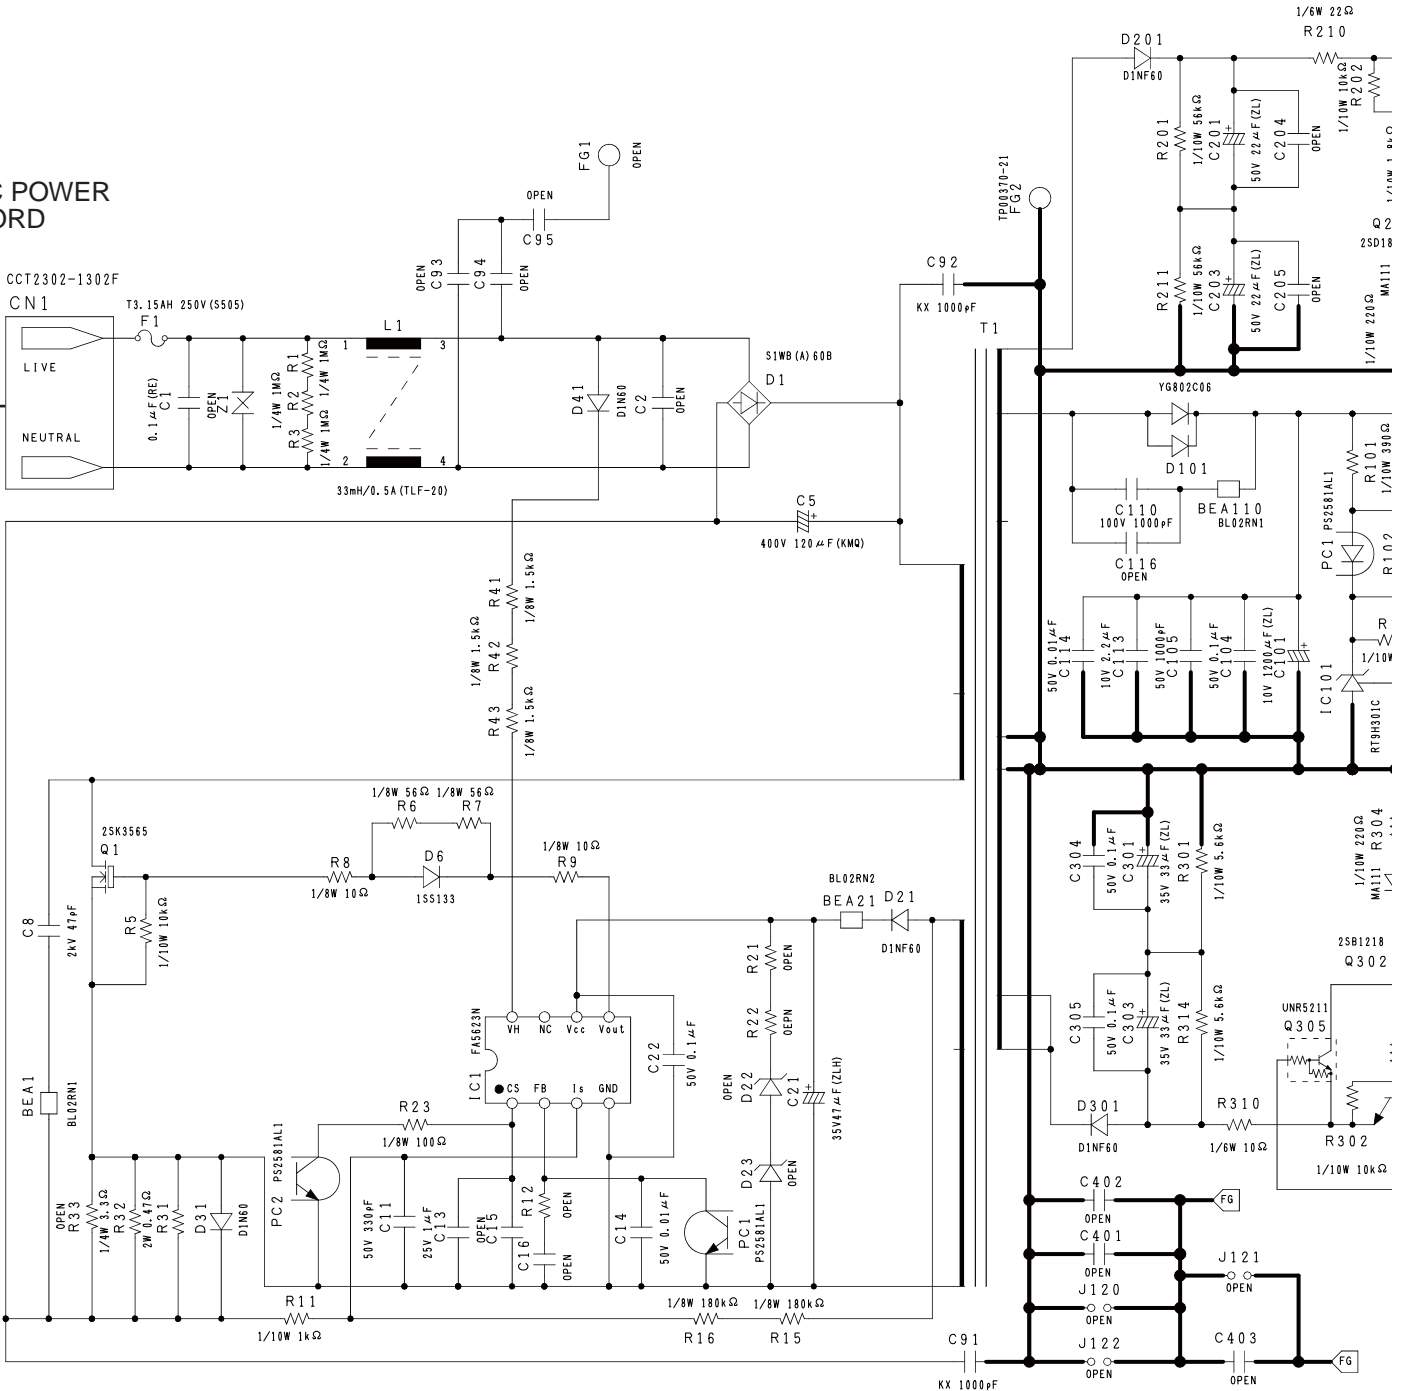 1/6W 22Ω
R210
D201
D1NF60
R202
1/10W 10kΩ
R201
1/10W 56kΩ
C201
50V 22μF(ZL)
C204
OPEN
FG1
OPEN
C POWER
ORD
OPEN
C95
TP00370-21
FG2
Q2
2SD18
MA111
CCT2302-1302F
CN1
T3.15AH 250V(S505)
F1
OPEN
C93
C94
OPEN
C92
KX 1000pF
R211
1/10W 56kΩ
C203
50V 22μF(ZL)
C205
OPEN
1/10W 220Ω
L1
1
3
T1
LIVE
NEUTRAL
0.1μF(RE)
C1
OPEN
Z1
R1
1/4W 1MΩ
R2
1/4W 1MΩ
R3
1/4W 1MΩ
2
4
33mH/0.5A(TLF-20)
D41
D1N60
C2
OPEN
S1WB(A)60B
D1
YG802C06
D101
R101
1/10W 390Ω
C5
400V 120μF(KMQ)
C110
100V 1000pF
BEA110
BL02RN1
C116
OPEN
PC1
PS2581AL1
R102
R41
1/8W 1.5kΩ
R42
1/8W 1.5kΩ
R43
1/8W 1.5kΩ
50V 0.01μF
C114
10V 2.2μF
C113
50V 1000pF
C105
50V 0.1μF
C104
10V 1200μF(ZL)
C101
1/10W
IC101
RT9H301C
1/8W 56Ω
R6
1/8W 56Ω
R7
2SK3565
Q1
R8
1/8W 10Ω
D6
1SS133
1/8W 10Ω
R9
C304
50V 0.1μF
C301
35V 33μF(ZL)
R301
1/10W 5.6kΩ
1/10W 220Ω
R304
MA111
C8
2kV 47pF
R5
1/10W 10kΩ
BL02RN2
BEA21
D21
D1NF60
R21
OPEN
R22
OEPN
OPEN
D22
D23
OPEN
C21
35V47μF(ZLH)
2SB1218
Q302
C305
50V 0.1μF
C303
35V 33μF(ZL)
R314
1/10W 5.6kΩ
UNR5211
Q305
IC1
FA5623N
VH
NC
Vcc
Vout
CS
FB
Is
GND
C22
50V 0.1μF
BEA1
BL02RN1
R23
1/8W 100Ω
PC2
PS2581AL1
D301
D1NF60
R310
1/6W 10Ω
R302
1/10W 10kΩ
OPEN
R33
1/4W 3.3Ω
R32
2W 0.47Ω
R31
D31
D1N60
50V 330pF
C11
25V 1μF
C13
OPEN
C15
R12
OPEN
C16
OPEN
C14
50V 0.01μF
PC1
PS2581AL1
C402
OPEN
FG
C401
OPEN
J121
OPEN
J120
OPEN
R11
1/10W 1kΩ
1/8W 180kΩ
R16
1/8W 180kΩ
R15
C91
KX 1000pF
J122
OPEN
C403
OPEN
FG